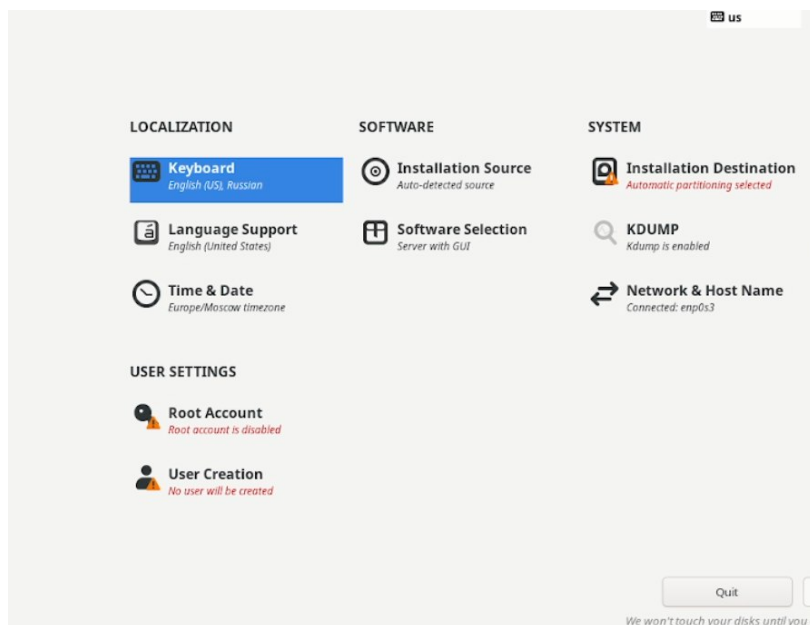 us
LOCALIZATION
Keyboard
English (US), Russian
Language Support
English (United States)
Time & Date
Europe/Moscow timezone
SOFTWARE
Installation Source
Auto-detected source
Software Selection
Server with GUI
SYSTEM
Installation Destination
Automatic partitioning selected
KDUMP
Kdump is enabled
Network & Host Name
Connected: enp0s3
USER SETTINGS
Root Account
Root account is disabled
User Creation
No user will be created
Quit
We won't touch your disks until you